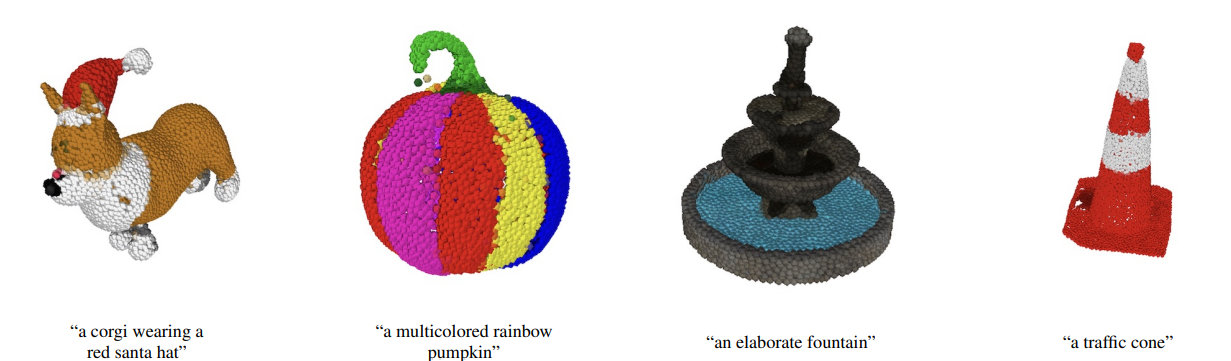 “a corgi wearing a
red santa hat”
“a multicolored rainbow
pumpkin”
“an elaborate fountain”
“a traffic cone”